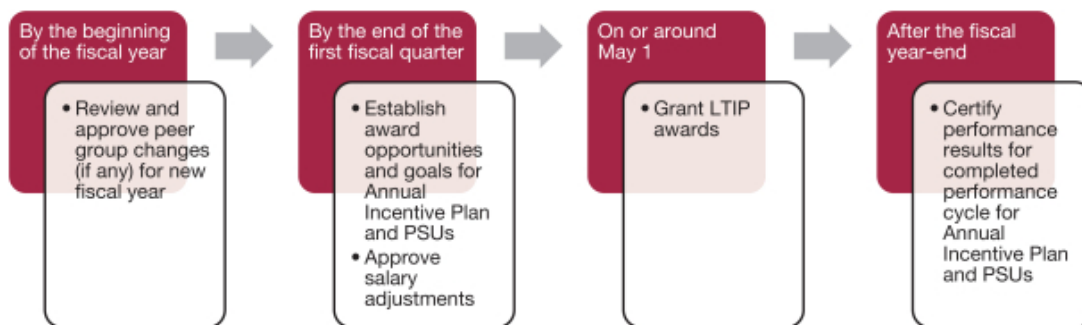 By the beginning
of the fiscal year
• Review and
approve peer
group changes
(if any) for new
fiscal year
By the end of the
first fiscal quarter
• Establish
award
opportunities
and goals for
Annual
Incentive Plan
and PSUs
• Approve
salary
adjustments
On or around
May 1
• Grant LTIP
awards
After the fiscal
year-end
• Certify
performance
results for
completed
performance
cycle for
Annual
Incentive Plan
and PSUs